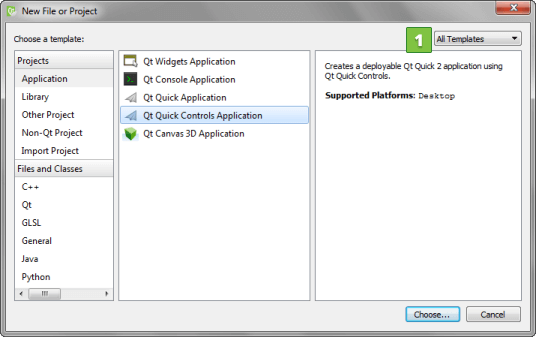 New File or Project
Choose a template:
1
All Templates
Projects
Application
Library
Other Project
Non-Qt Project
Import Project
Files and Classes
C++
Qt
GLSL
General
Java
Python
Qt Widgets Application
Qt Console Application
Qt Quick Application
Qt Quick Controls Application
Qt Canvas 3D Application
Creates a deployable Qt Quick 2 application using
Qt Quick Controls.
Supported Platforms: Desktop
Choose...
Cancel